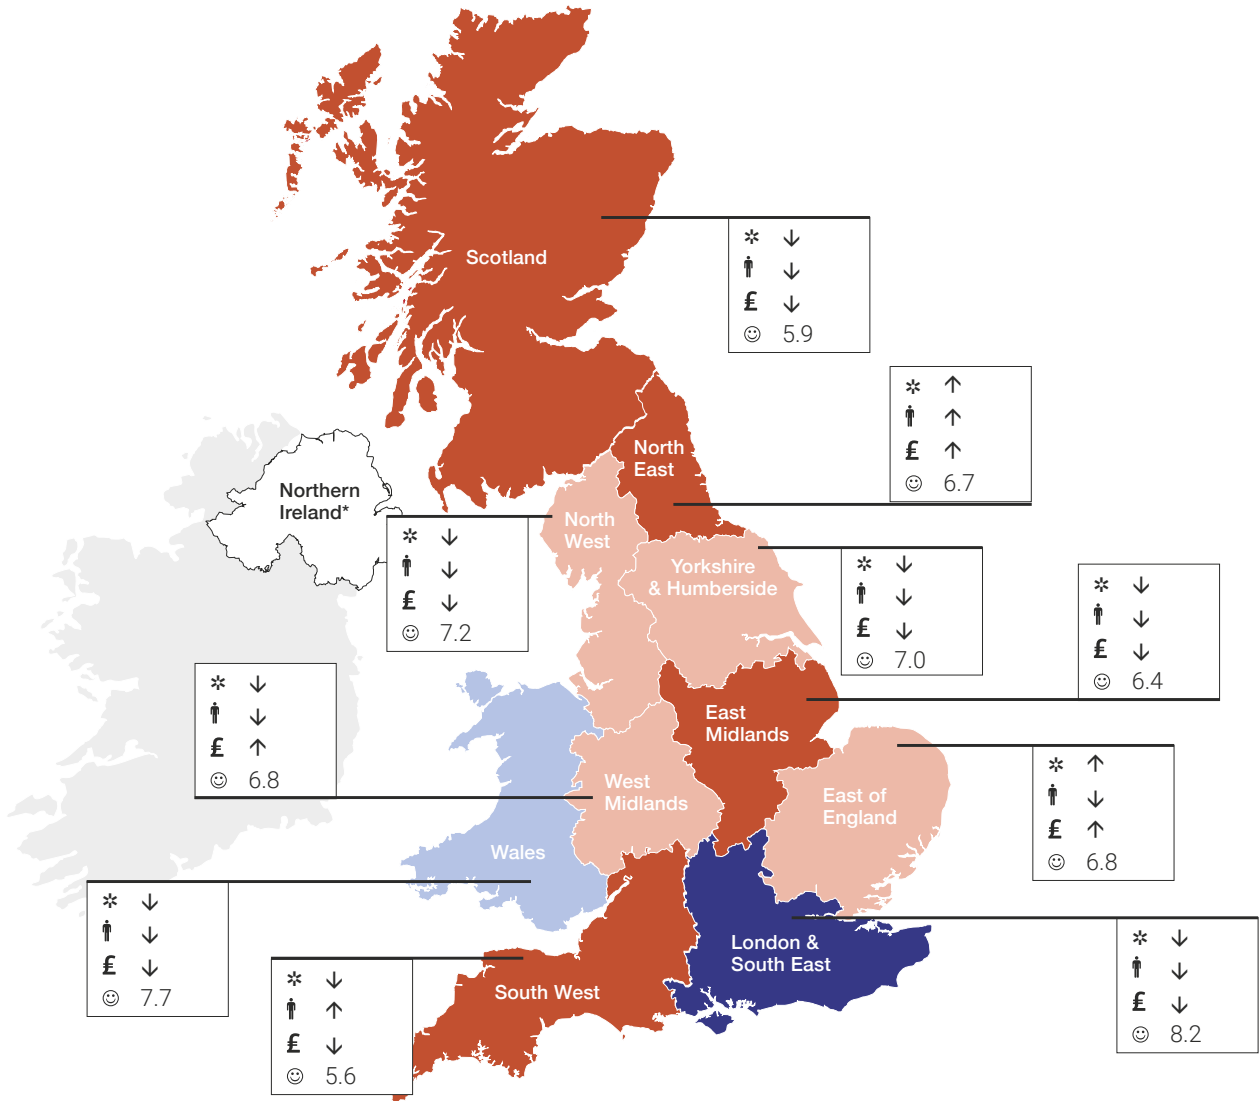 Scotland
✲ ↓
↓
£ ↓
☺ 5.9
✲ ↑
↑
£ ↑
☺ 6.7
North
East
Northern
Ireland*
North
West
✲ ↓
↓
£ ↓
☺ 7.2
Yorkshire
& Humberside
✲ ↓
↓
£ ↓
☺ 7.0
✲ ↓
↓
£ ↓
☺ 6.4
✲ ↓
↓
£ ↑
☺ 6.8
East
Midlands
West
Midlands
East of
England
✲ ↑
↓
£ ↑
☺ 6.8
Wales
✲ ↓
↓
£ ↓
☺ 7.7
London &
South East
✲ ↓
↓
£ ↓
☺ 8.2
South West
✲ ↓
↑
£ ↓
☺ 5.6